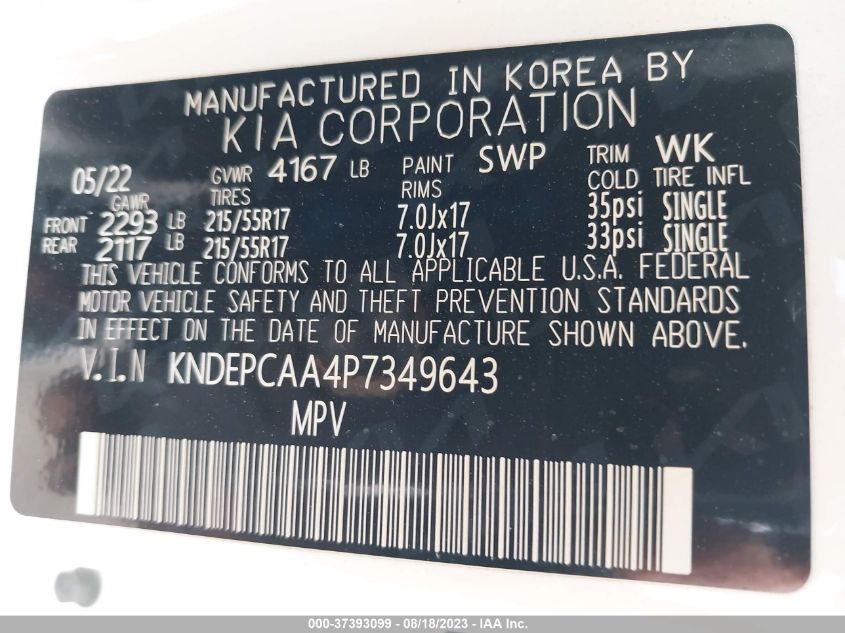 MANUFACTURED IN KOREA BY
KIA CORPORATION
05/22 GVWR 4167 LB PAINT SWP TRIM WK
GAWR TIRES RIMS COLD TIRE INFL
FRONT 2293 LB 215/55R17 7.0Jx17 35psi SINGLE
REAR 2117 LB 215/55R17 7.0Jx17 33psi SINGLE
THIS VEHICLE CONFORMS TO ALL APPLICABLE U.S.A. FEDERAL
MOTOR VEHICLE SAFETY AND THEFT PREVENTION STANDARDS
IN EFFECT ON THE DATE OF MANUFACTURE SHOWN ABOVE.
V.I.N KNDEPCAA4P7349643
MPV
000-37393099 - 08/18/2023 - IAA Inc.